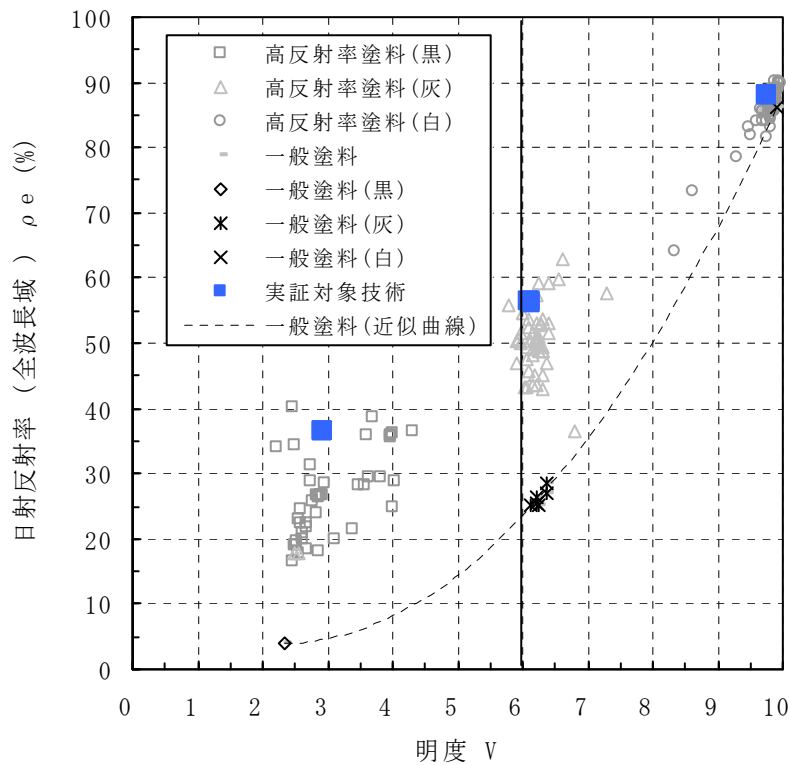 100
90
80
70
60
50
40
30
20
10
0
日射反射率 (全波長域 ) ρe (%)
高反射率塗料(黒)
高反射率塗料(灰)
高反射率塗料(白)
一般塗料
一般塗料(黒)
一般塗料(灰)
一般塗料(白)
実証対象技術
一般塗料(近似曲線)
0 1 2 3 4 5 6 7 8 9 10
明度 V